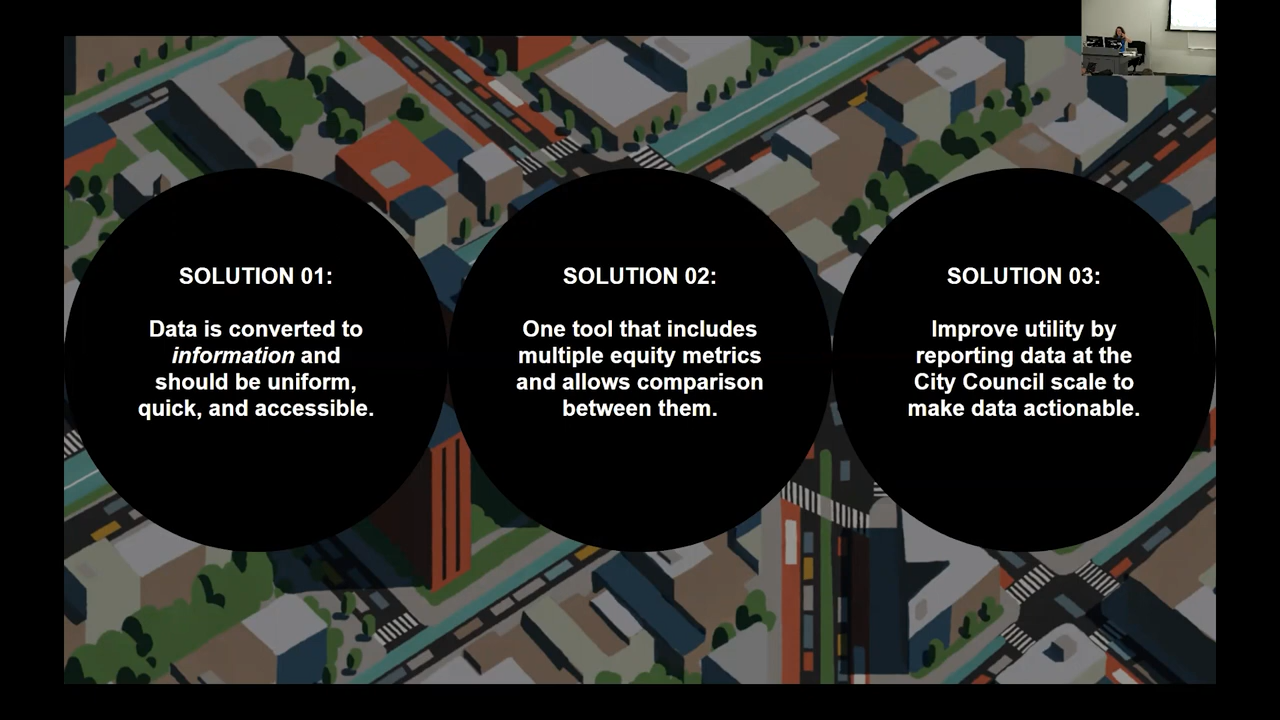 SOLUTION 01:
Data is converted to
information and
should be uniform,
quick, and accessible.
SOLUTION 02:
One tool that includes
multiple equity metrics
and allows comparison
between them.
SOLUTION 03:
Improve utility by
reporting data at the
City Council scale to
make data actionable.